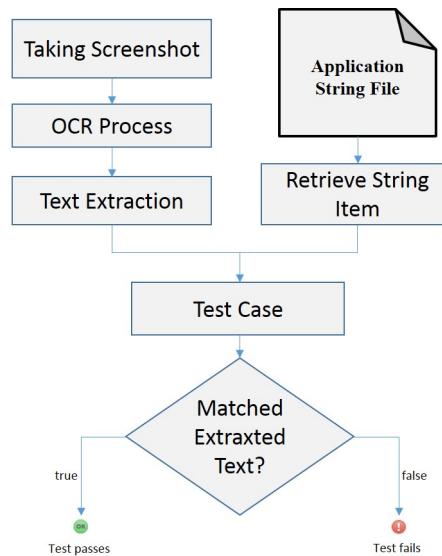 Taking Screenshot
OCR Process
Text Extraction
Application
String File
Retrieve String
Item
Test Case
Matched
Extraxted
Text?
true
false
OK
Test passes
!
Test fails